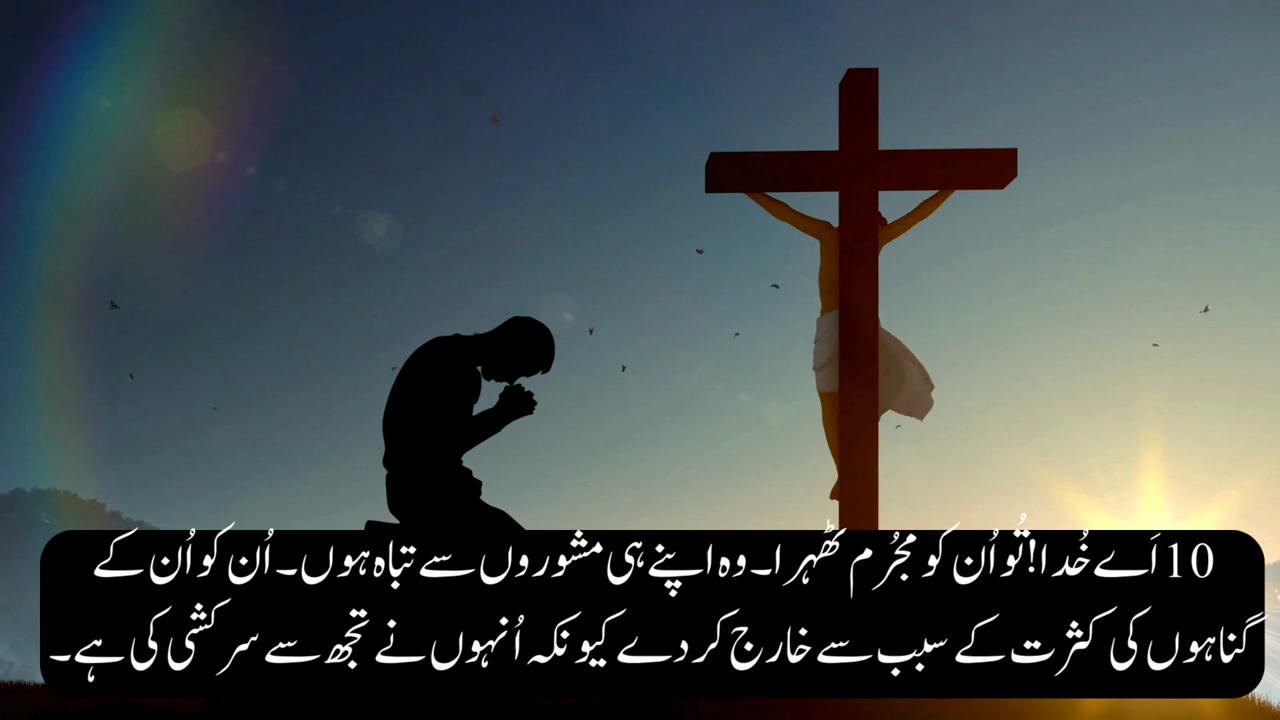 10 اَے خُدا! تُو اُن کو مُجرُم ٹھہرا۔ وہ اپنے ہی مشوروں سے تباہ ہوں۔ اُن کو اُن کے
گناہوں کی کثرت کے سبب سے خارج کر دے کیونکہ اُنہوں نے تجھ سے سرکشی کی ہے۔